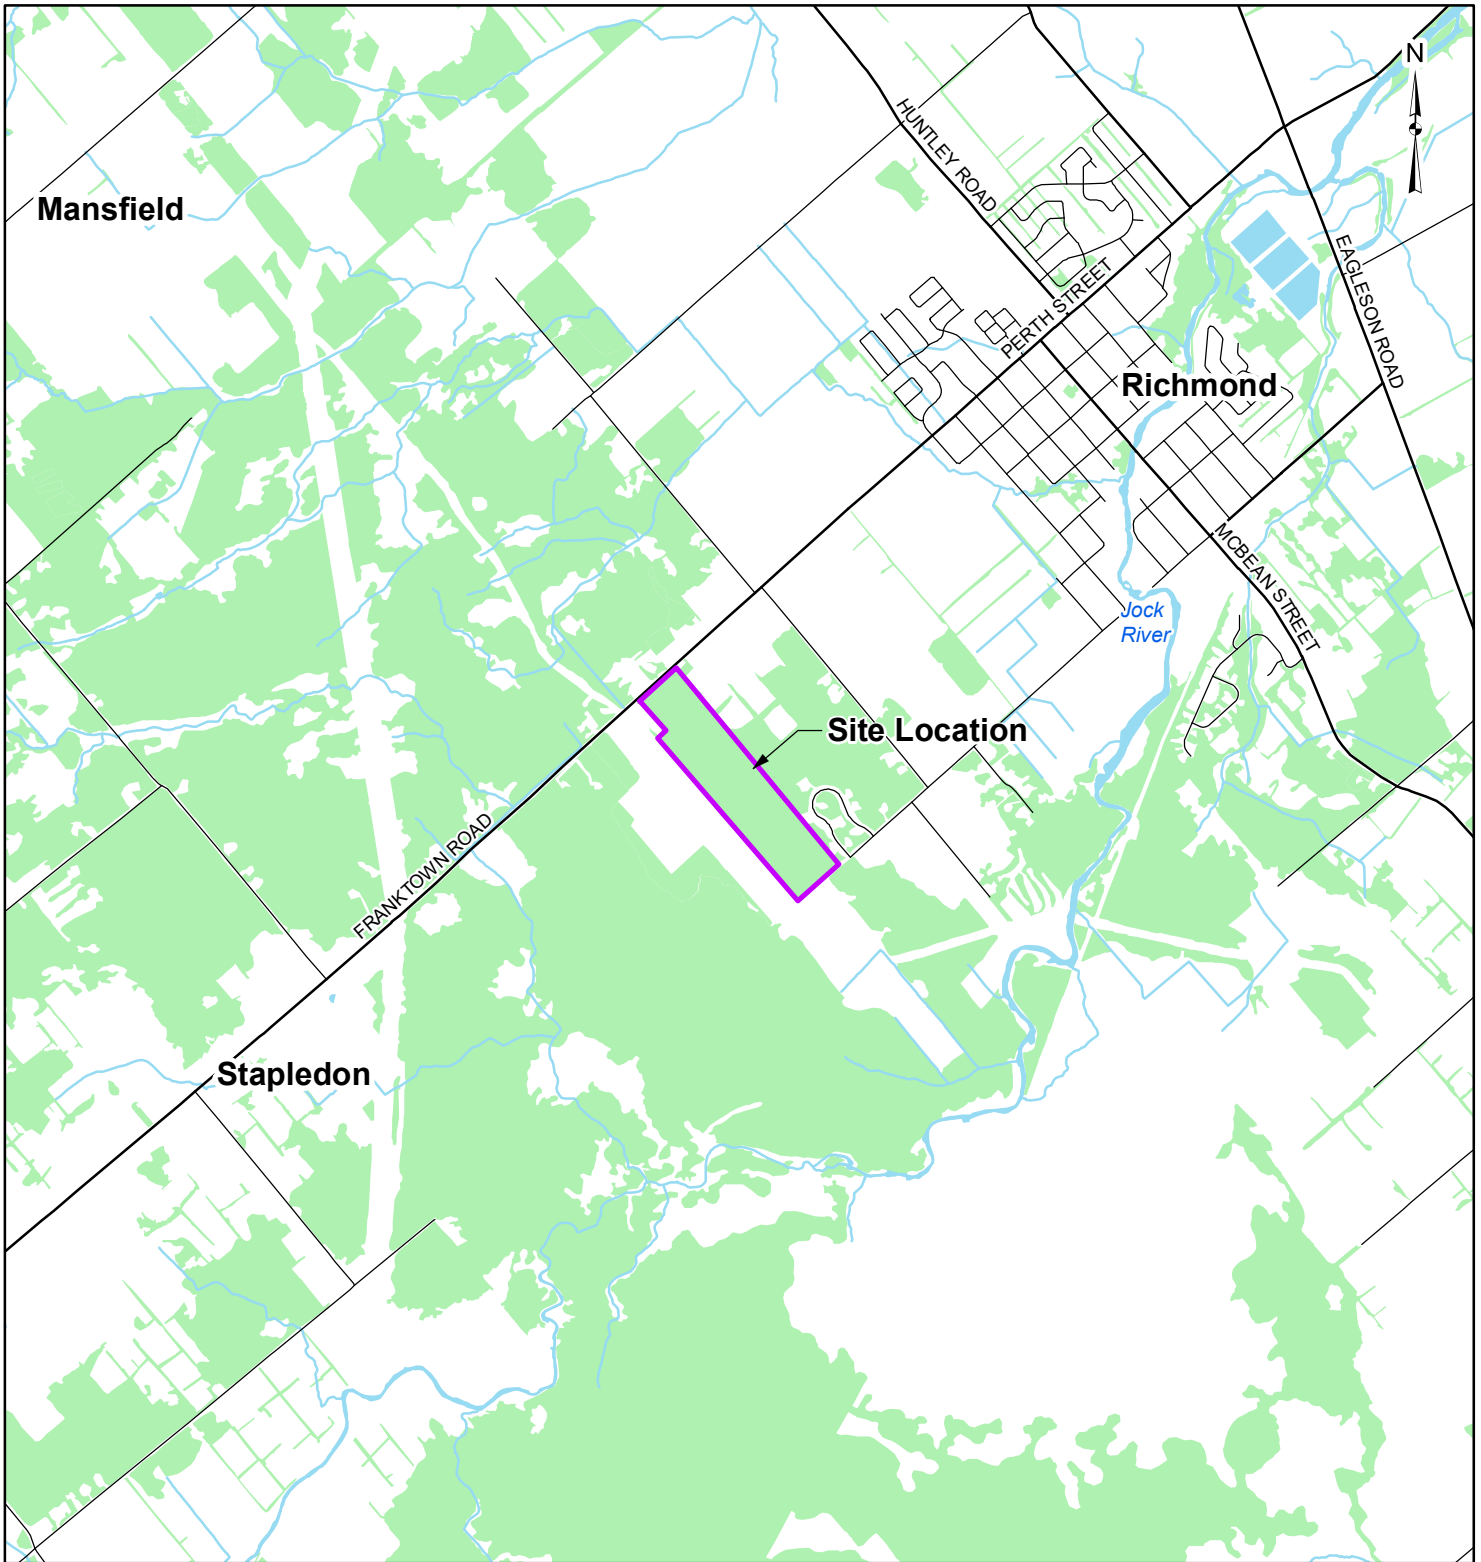 N
HUNTLEY ROAD
Mansfield
EAGLESON ROAD
PERTH STREET
Richmond
MCBEAN STREET
Jock
River
Site Location
FRANKTOWN ROAD
Stapledon